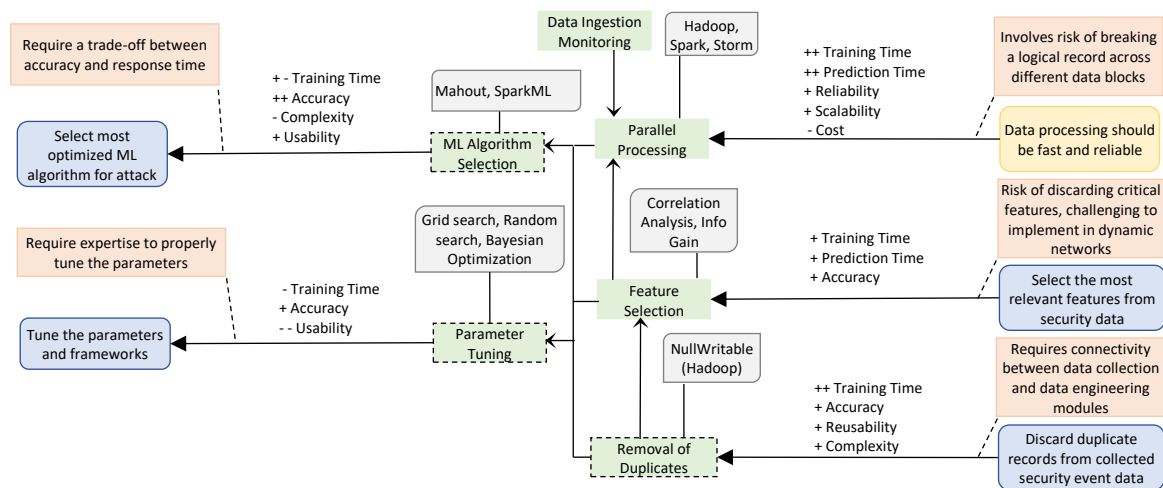 Require a trade-off between
accuracy and response time
+ - Training Time
++ Accuracy
- Complexity
+ Usability
Select most
optimized ML
algorithm for attack
Mahout, SparkML
ML Algorithm
Selection
Data Ingestion
Monitoring
Hadoop,
Spark, Storm
Parallel
Processing
++ Training Time
++ Prediction Time
+ Reliability
+ Scalability
- Cost
Involves risk of breaking
a logical record across
different data blocks
Data processing should
be fast and reliable
Require expertise to properly
tune the parameters
- Training Time
+ Accuracy
- - Usability
Tune the parameters
and frameworks
Grid search, Random
search, Bayesian
Optimization
Parameter
Tuning
Correlation
Analysis, Info
Gain
Feature
Selection
+ Training Time
+ Prediction Time
+ Accuracy
Risk of discarding critical
features, challenging to
implement in dynamic
networks
Select the most
relevant features from
security data
NullWritable
(Hadoop)
Removal of
Duplicates
++ Training Time
+ Accuracy
+ Reusability
+ Complexity
Requires connectivity
between data collection
and data engineering
modules
Discard duplicate
records from collected
security event data